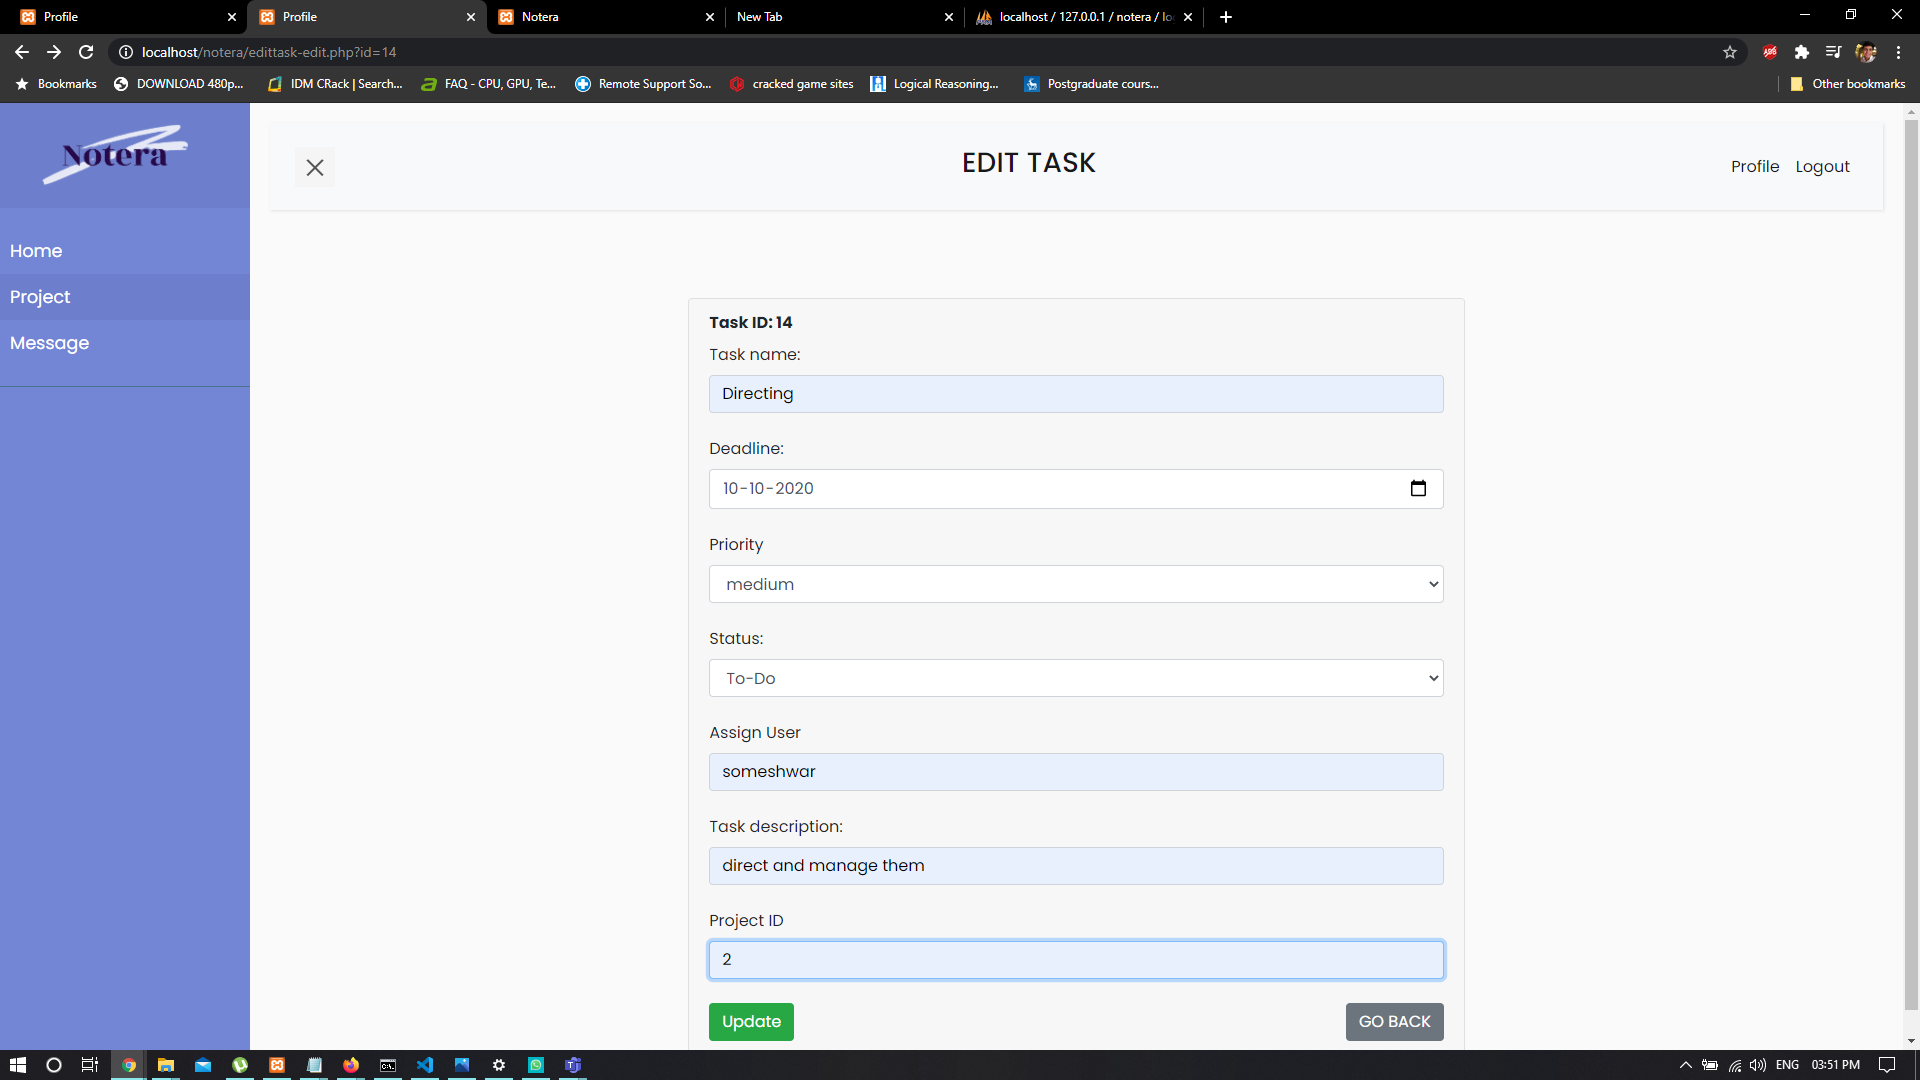 Profile
Profile
Notera
New Tab
localhost / 127.0.0.1 / notera / lo
localhost/notera/edittask-edit.php?id=14
Bookmarks
DOWNLOAD 480p...
IDM CRack | Search...
FAQ - CPU, GPU, Te...
Remote Support So...
cracked game sites
Logical Reasoning...
Postgraduate cours...
Other bookmarks
Notera
EDIT TASK
Profile
Logout
Home
Project
Message
Task ID: 14
Task name:
Directing
Deadline:
10-10-2020
Priority
medium
Status:
To-Do
Assign User
someshwar
Task description:
direct and manage them
Project ID
2
Update
GO BACK
ENG
03:51 PM